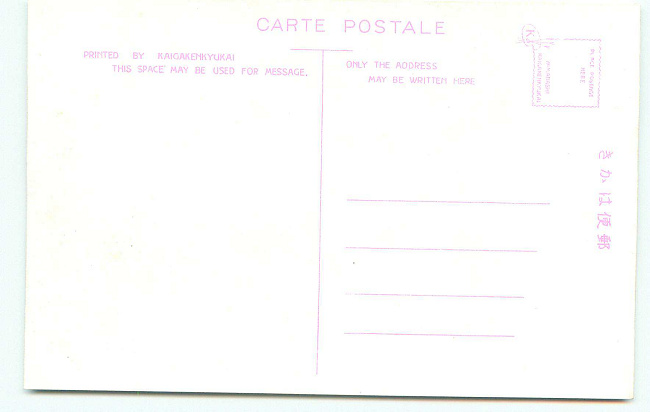 CARTE POSTALE
PRINTED BY KAIGAKENKYUKAI
THIS SPACE MAY BE USED FOR MESSAGE.
ONLY THE ADDRESS
MAY BE WRITTEN HERE
K
HERE
きかは便郵